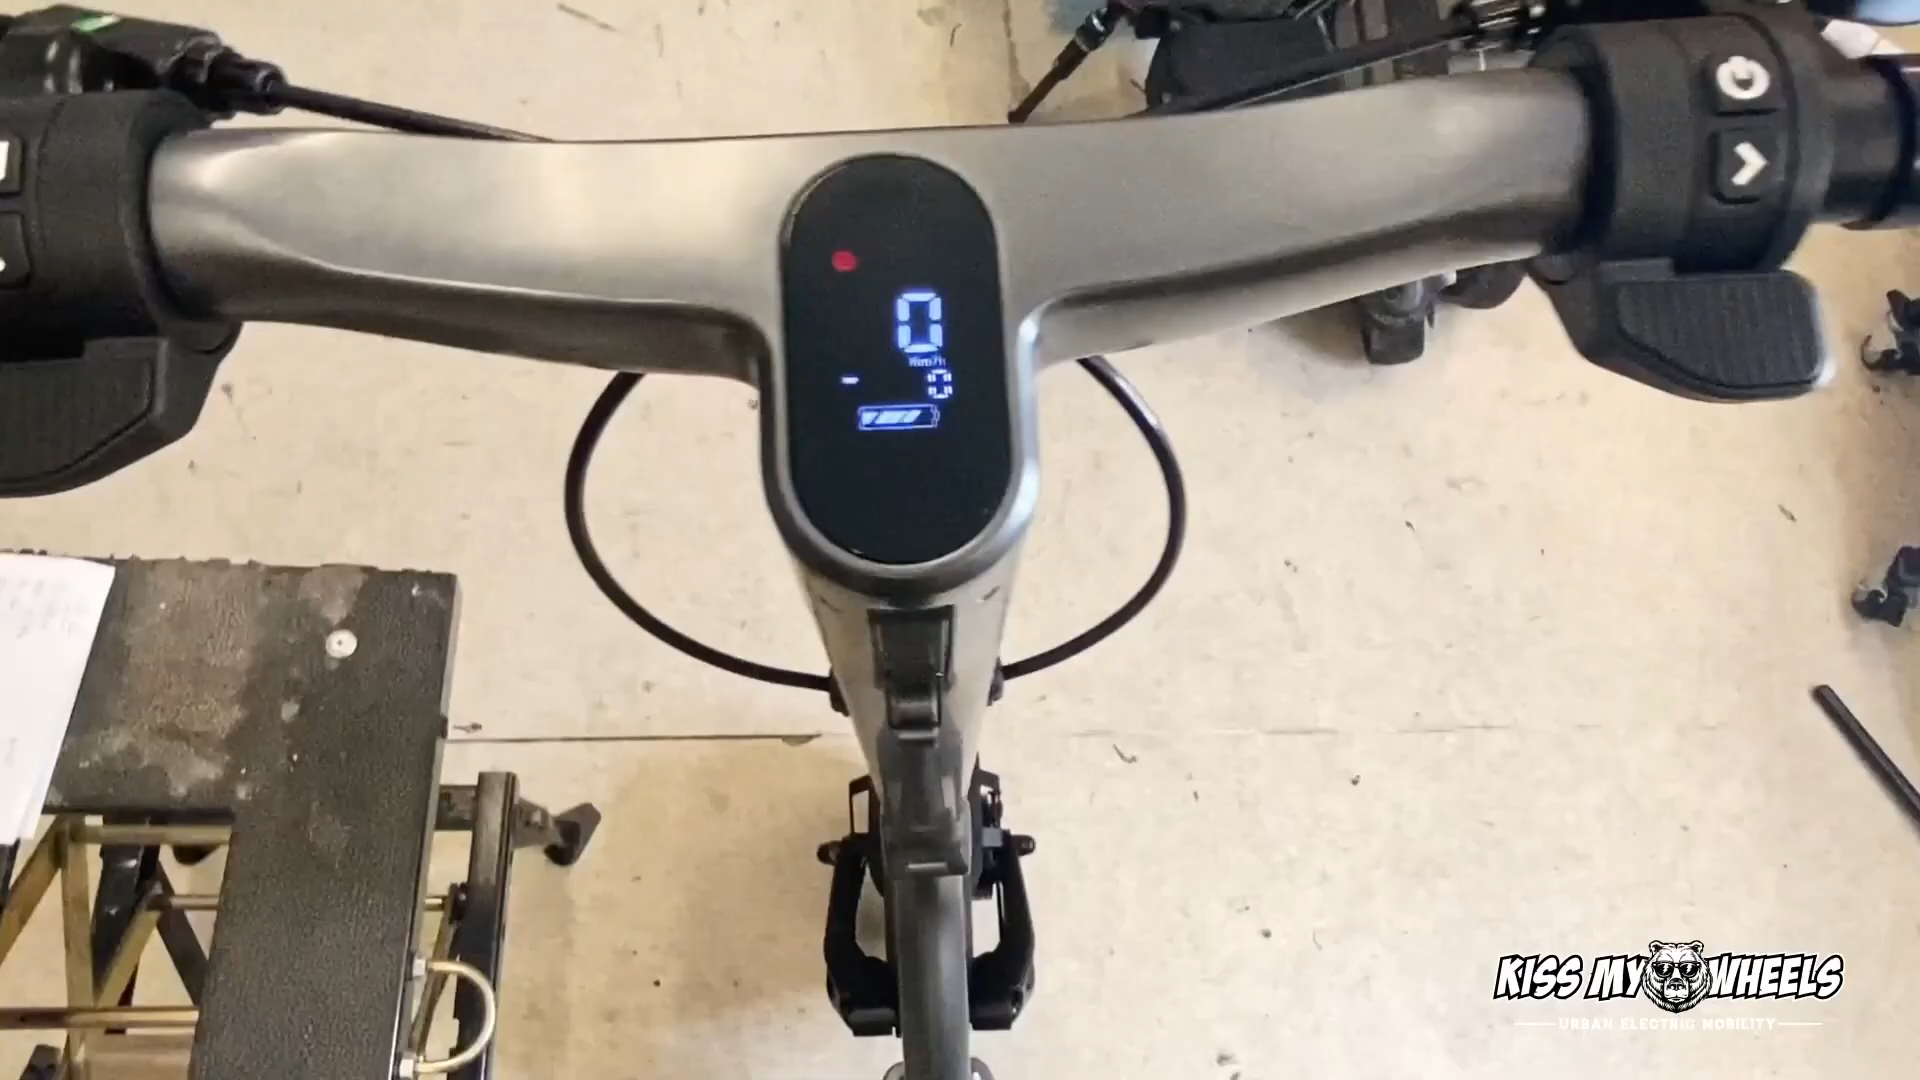 0
km/h
- 0
KISS MY WHEELS
URBAN ELECTRIC MOBILITY